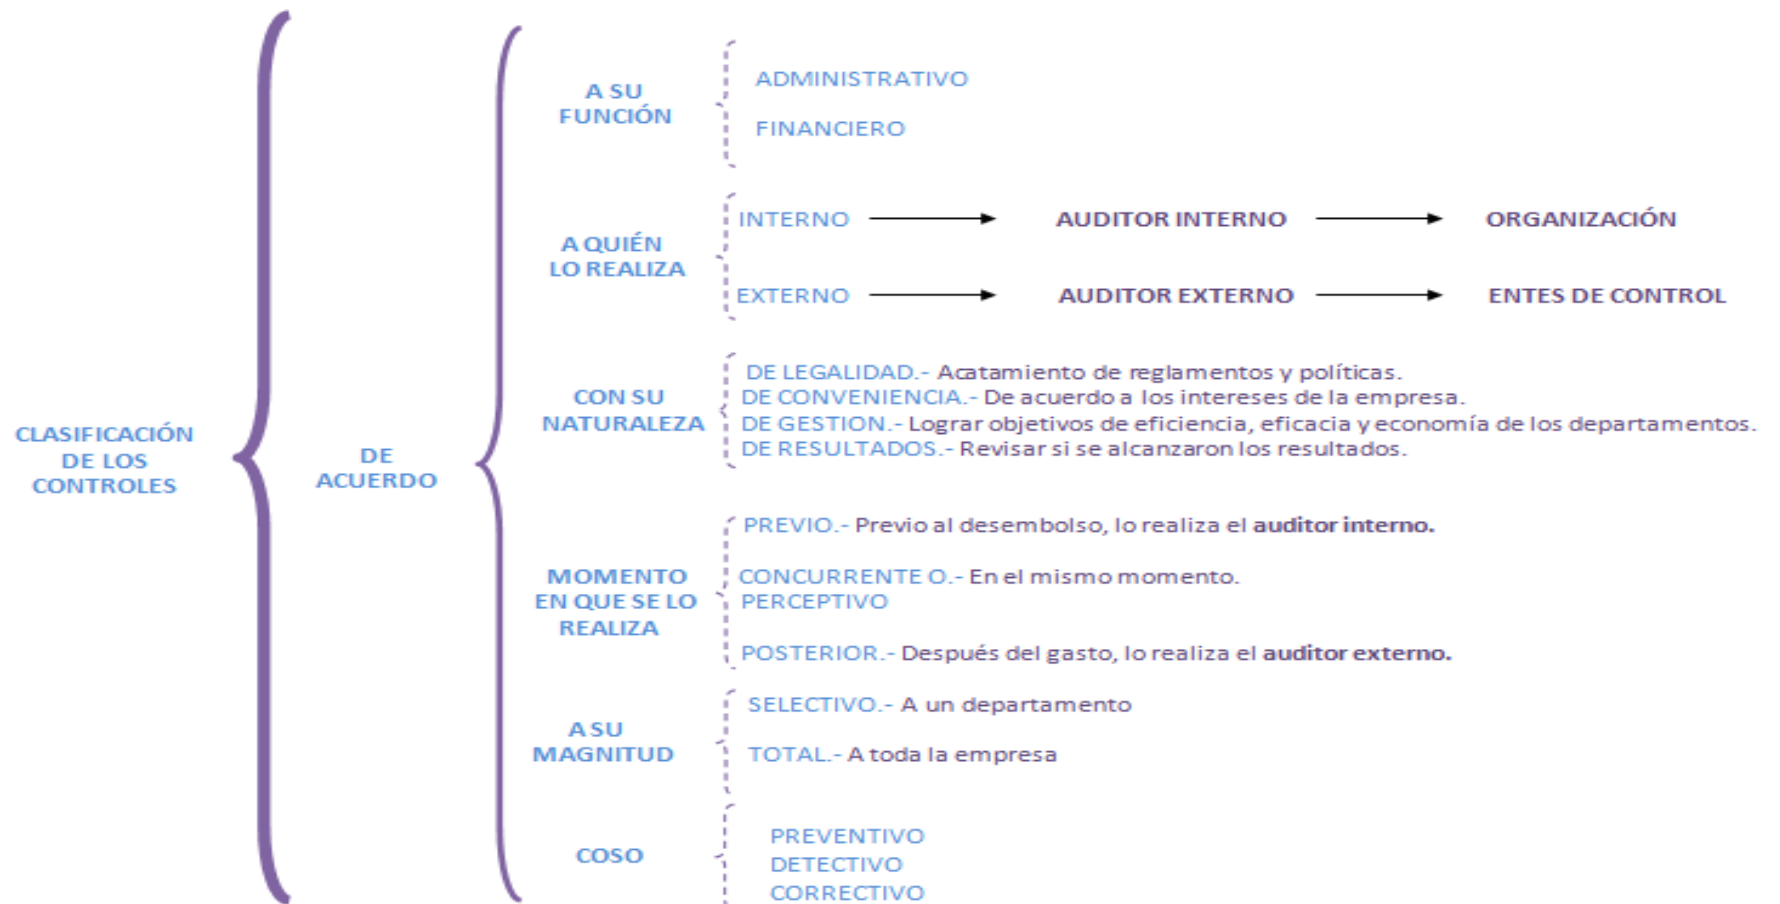 CLASIFICACIÓN
DE LOS
CONTROLES
DE
ACUERDO
A SU
FUNCIÓN
ADMINISTRATIVO
FINANCIERO
A QUIÉN
LO REALIZA
INTERNO AUDITOR INTERNO ORGANIZACIÓN
EXTERNO AUDITOR EXTERNO ENTES DE CONTROL
CON SU
NATURALEZA
DE LEGALIDAD.- Acatamiento de reglamentos y políticas.
DE CONVENIENCIA.- De acuerdo a los intereses de la empresa.
DE GESTION.- Lograr objetivos de eficiencia, eficacia y economía de los departamentos.
DE RESULTADOS.- Revisar si se alcanzaron los resultados.
MOMENTO
EN QUE SE LO
REALIZA
PREVIO.- Previo al desembolso, lo realiza el auditor interno.
CONCURRENTE O.- En el mismo momento.
PERCEPTIVO
POSTERIOR.- Después del gasto, lo realiza el auditor externo.
A SU
MAGNITUD
SELECTIVO.- A un departamento
TOTAL.- A toda la empresa
COSO
PREVENTIVO
DETECTIVO
CORRECTIVO